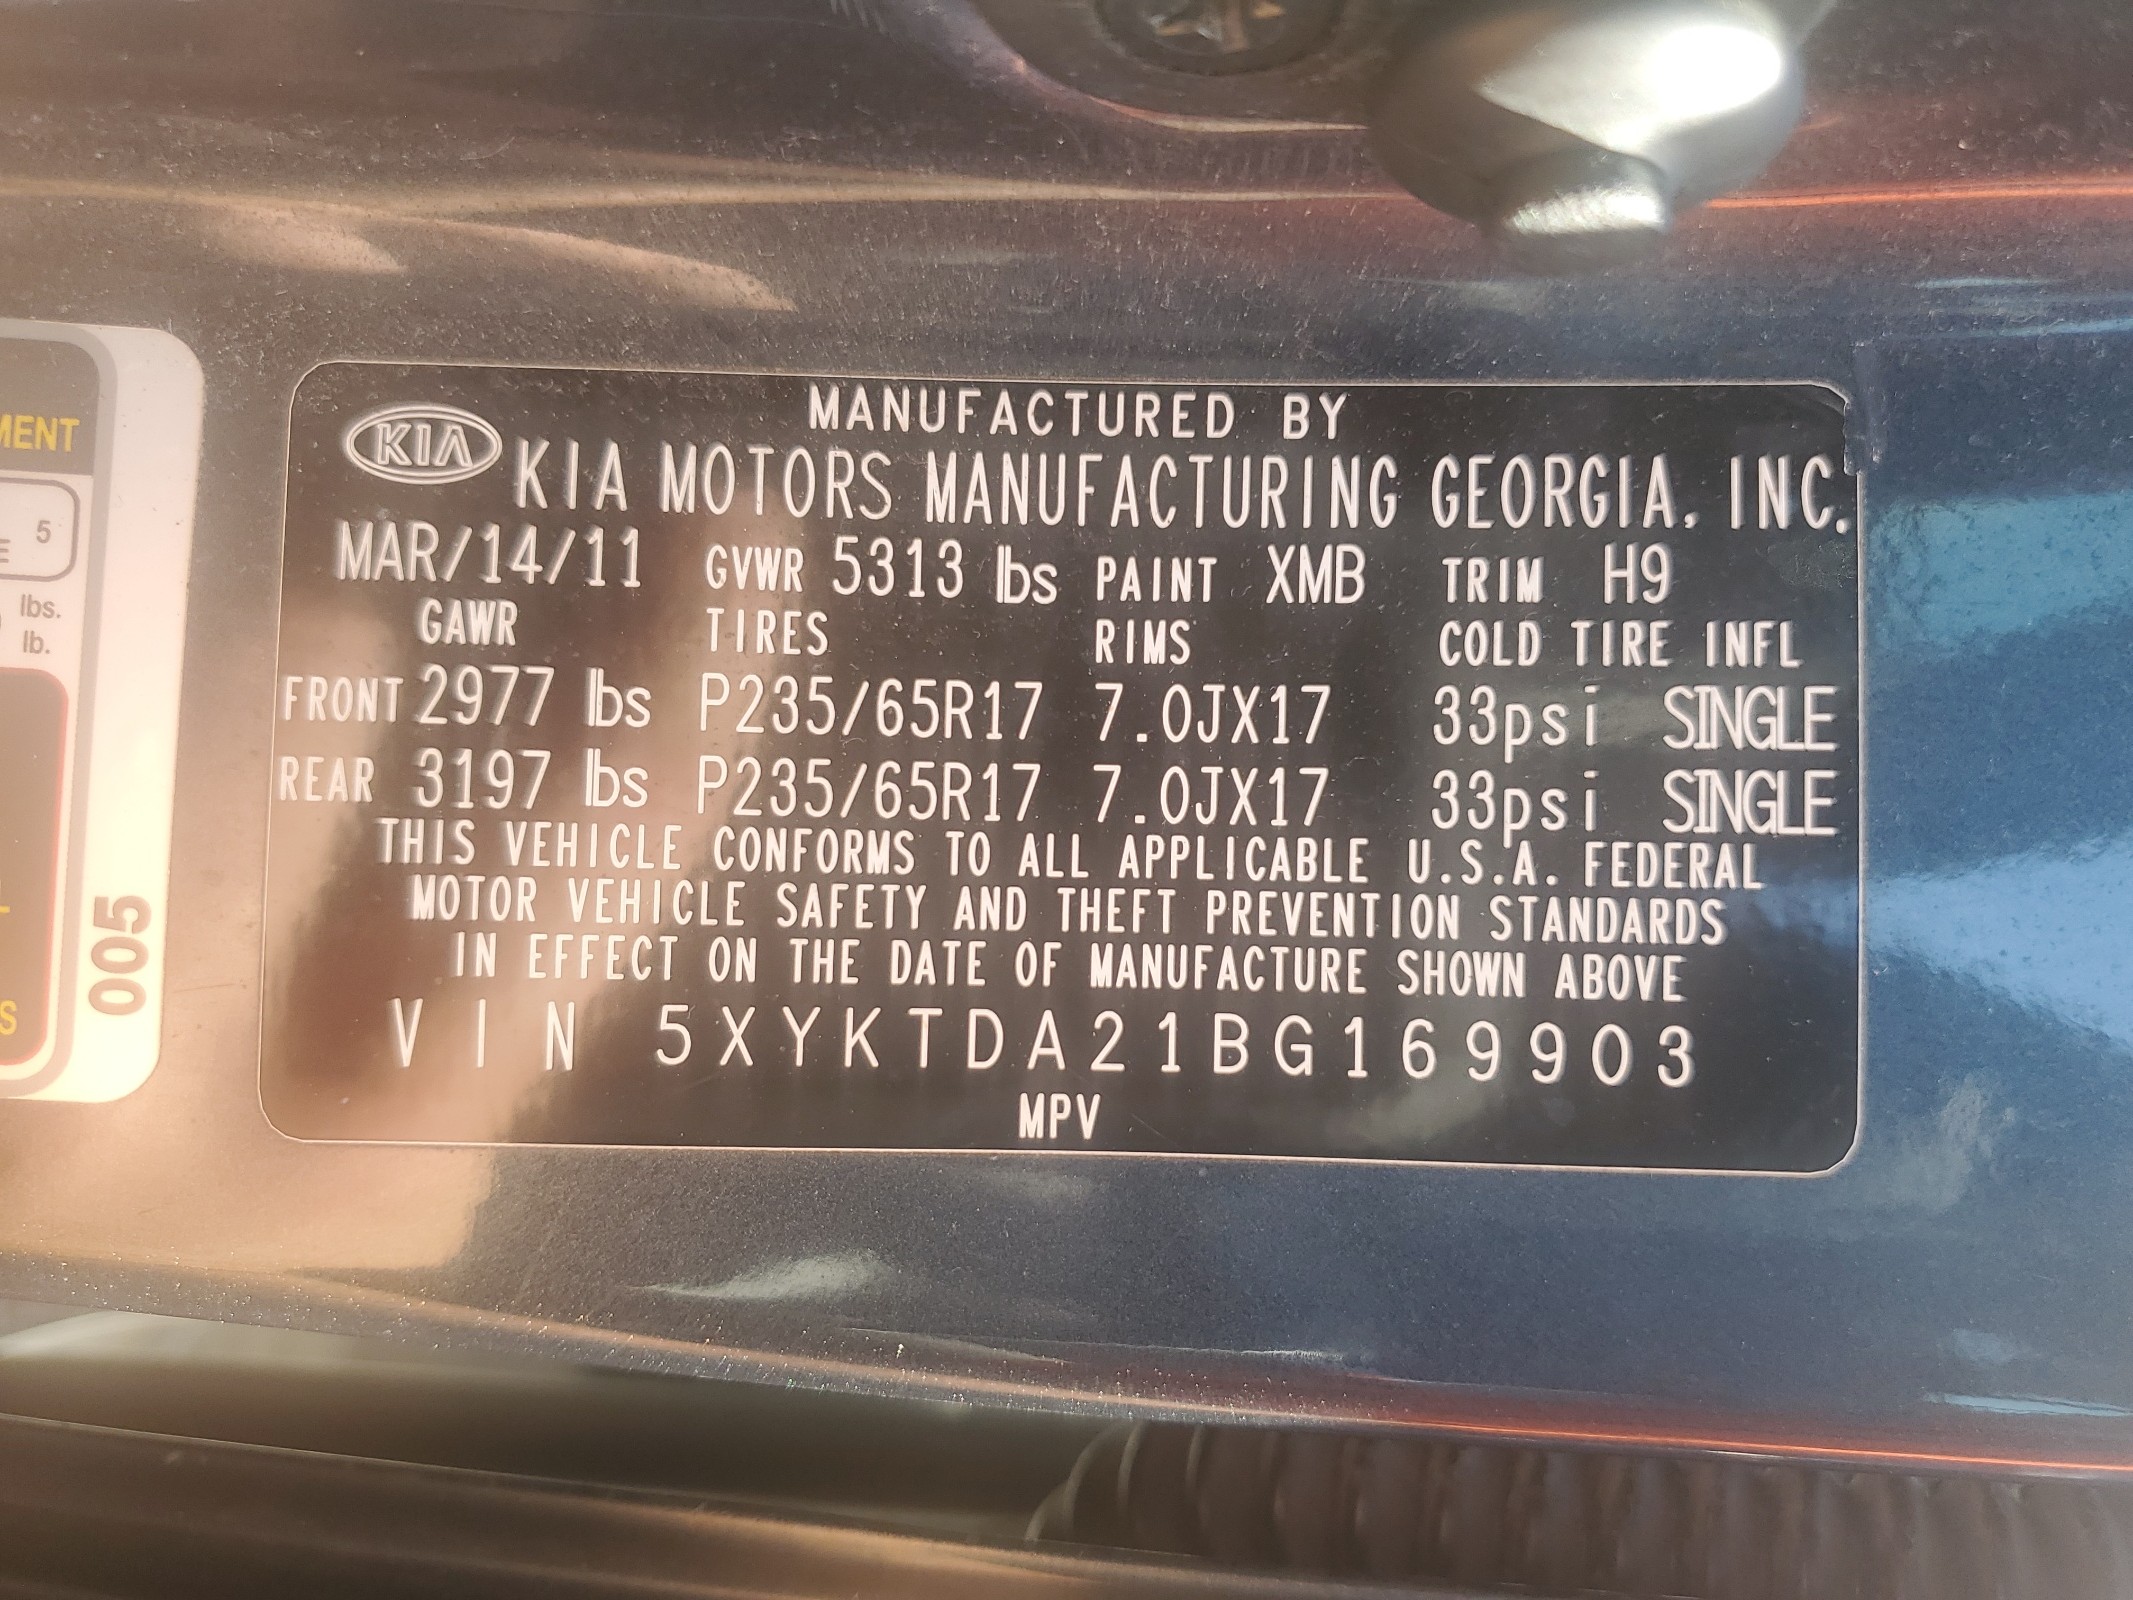 MENT
5
E
lbs.
lb.
L
S
005
MANUFACTURED BY
KIA KIA MOTORS MANUFACTURING GEORGIA, INC.
MAR/14/11 GVWR 5313 lbs PAINT XMB TRIM H9
GAWR TIRES RIMS COLD TIRE INFL
FRONT 2977 lbs P235/65R17 7.0JX17 33psi SINGLE
REAR 3197 lbs P235/65R17 7.0JX17 33psi SINGLE
THIS VEHICLE CONFORMS TO ALL APPLICABLE U.S.A. FEDERAL
MOTOR VEHICLE SAFETY AND THEFT PREVENTION STANDARDS
IN EFFECT ON THE DATE OF MANUFACTURE SHOWN ABOVE
VIN 5XYKTDA21BG169903
MPV